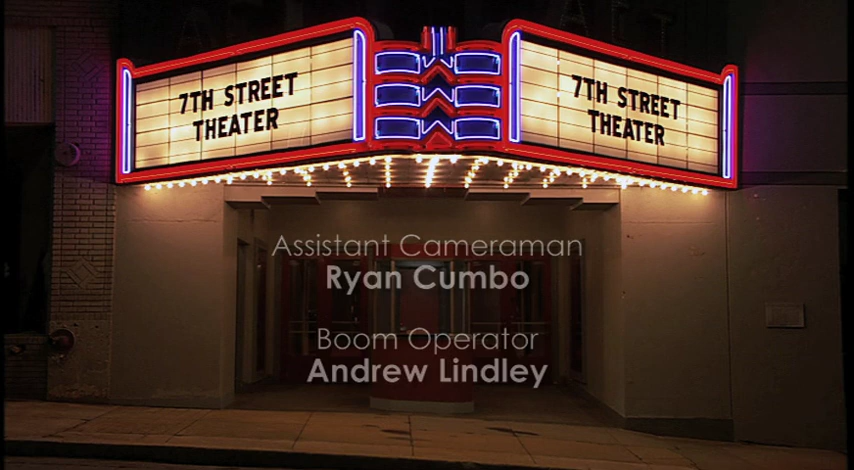 7TH STREET
THEATER
7TH STREET
THEATER
Assistant Cameraman
Ryan Cumbo
Boom Operator
Andrew Lindley